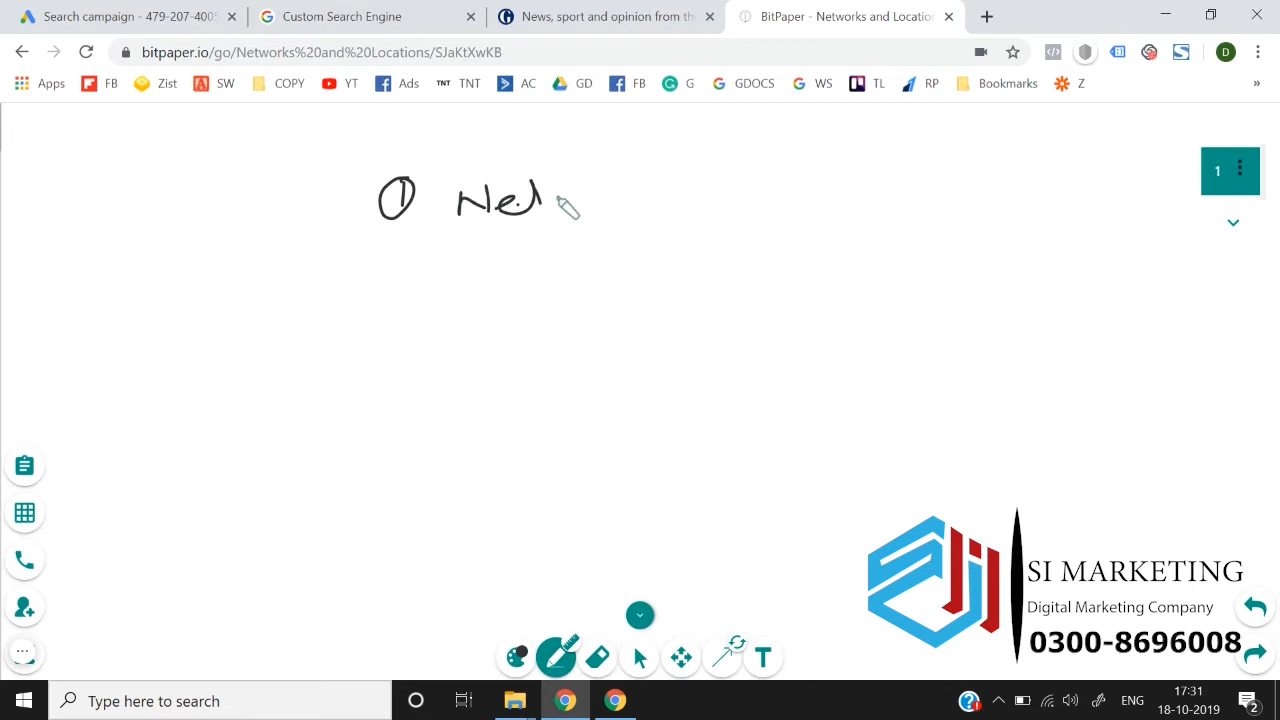 Search campaign - 479-207-4005
Custom Search Engine
News, sport and opinion from th
BitPaper - Networks and Locatio
bitpaper.io/go/Networks%20and%20Locations/SJaKtXwKB
D
Apps FB Zist SW COPY YT Ads TNT TNT AC GD FB G GDOCS WS TL RP Bookmarks Z »
1
① Net
SI MARKETING
Digital Marketing Company
0300-8696008
T
Type here to search
ENG
17:31
18-10-2019
2